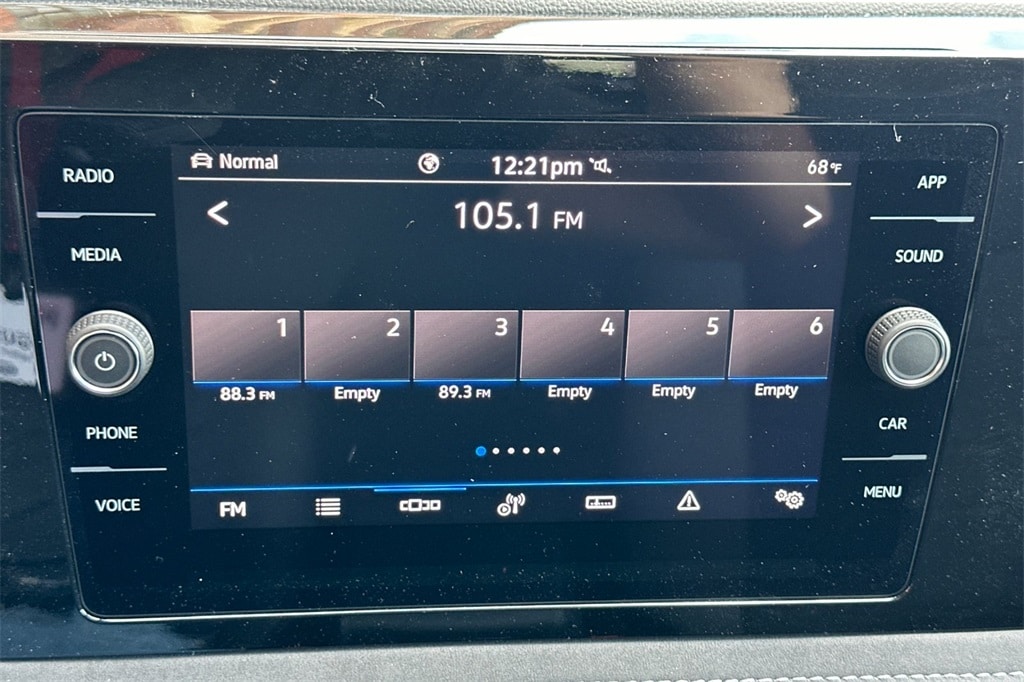 RADIO
MEDIA
PHONE
VOICE
Normal
12:21pm
68°F
< 105.1 FM >
1 2 3 4 5 6
88.3 FM Empty 89.3 FM Empty Empty Empty
FM
APP
SOUND
CAR
MENU